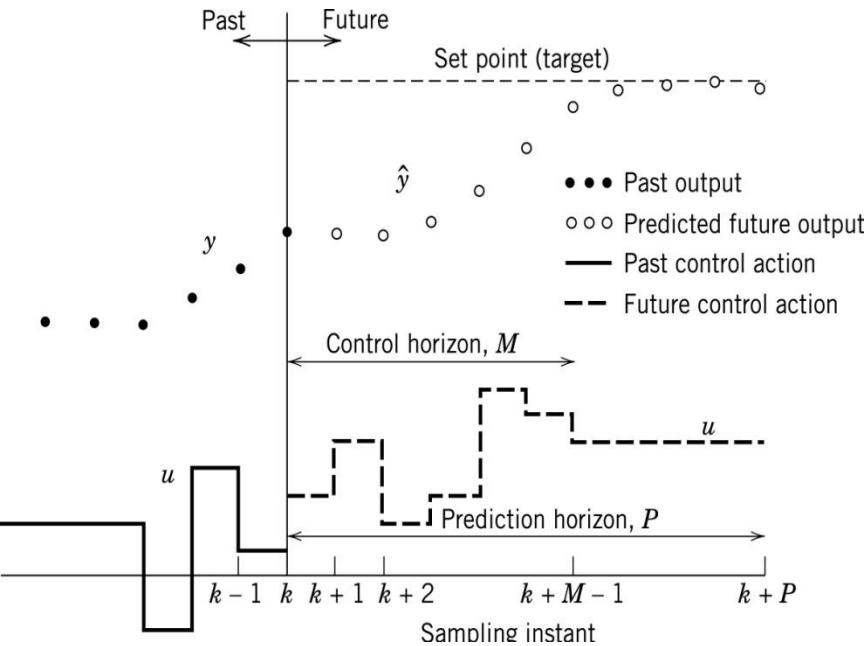 Past Future
Set point (target)
ŷ
Past output
y
Predicted future output
Past control action
Future control action
Control horizon, M
u
u
Prediction horizon, P
k – 1 k k + 1 k + 2 k + M – 1 k + P
Sampling instant